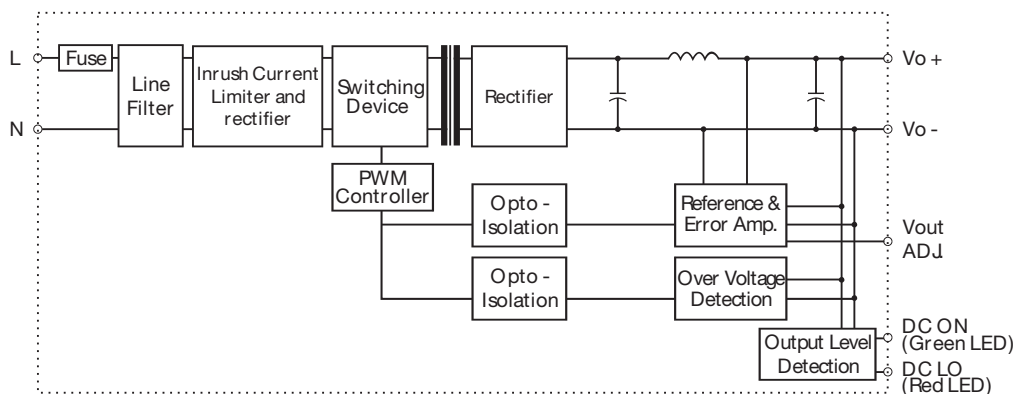 L
Fuse
N
Line
Filter
Inrush Current
Limiter and
rectifier
Switching
Device
Rectifier
Vo +
Vo -
PWM
Controller
Opto -
Isolation
Reference &
Error Amp.
Vout
ADJ.
Opto -
Isolation
Over Voltage
Detection
Output Level
Detection
DC ON
(Green LED)
DC LO
(Red LED)